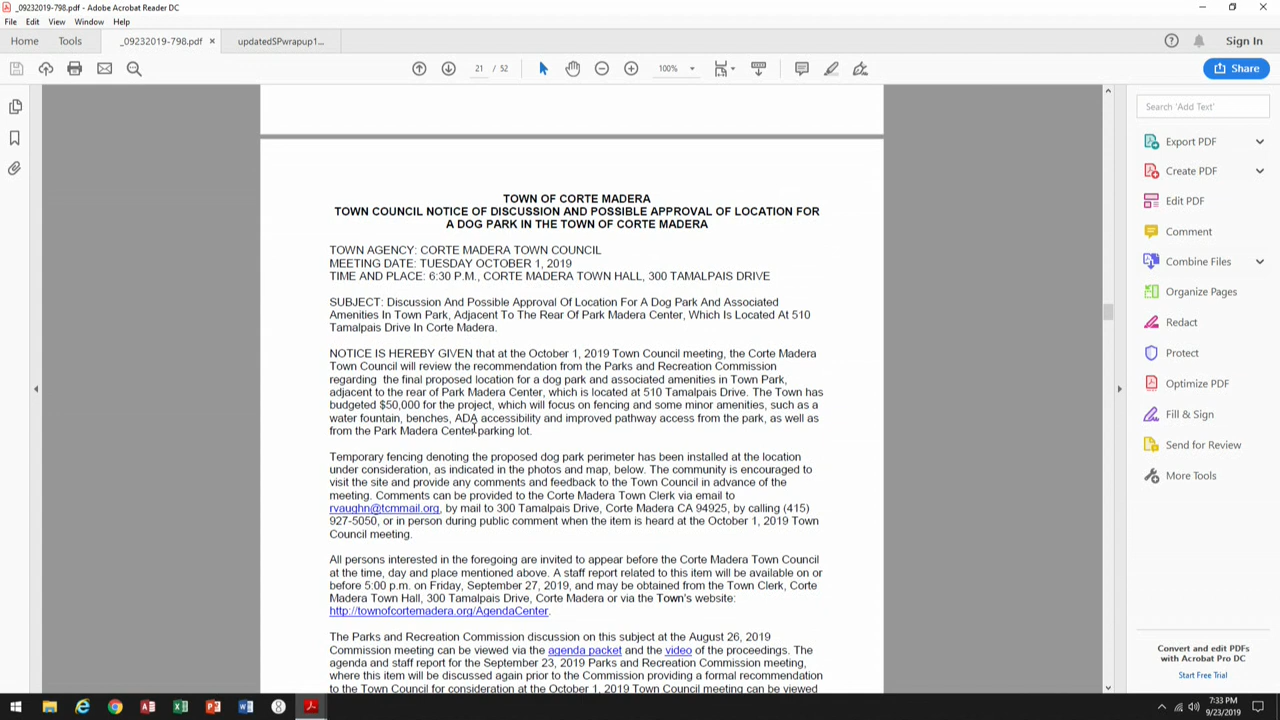 _09232019-798.pdf - Adobe Acrobat Reader DC
File Edit View Window Help
Home Tools _09232019-798.pdf × updatedSPwrapup1... Sign In
21 / 52 100% Share
Search 'Add Text'
Export PDF
Create PDF
Edit PDF
Comment
Combine Files
Organize Pages
Redact
Protect
Optimize PDF
Fill & Sign
Send for Review
More Tools
Convert and edit PDFs
with Acrobat Pro DC
Start Free Trial
TOWN OF CORTE MADERA
TOWN COUNCIL NOTICE OF DISCUSSION AND POSSIBLE APPROVAL OF LOCATION FOR
A DOG PARK IN THE TOWN OF CORTE MADERA
TOWN AGENCY: CORTE MADERA TOWN COUNCIL
MEETING DATE: TUESDAY OCTOBER 1, 2019
TIME AND PLACE: 6:30 P.M., CORTE MADERA TOWN HALL, 300 TAMALPAIS DRIVE
SUBJECT: Discussion And Possible Approval Of Location For A Dog Park And Associated
Amenities In Town Park, Adjacent To The Rear Of Park Madera Center, Which Is Located At 510
Tamalpais Drive In Corte Madera.
NOTICE IS HEREBY GIVEN that at the October 1, 2019 Town Council meeting, the Corte Madera
Town Council will review the recommendation from the Parks and Recreation Commission
regarding the final proposed location for a dog park and associated amenities in Town Park,
adjacent to the rear of Park Madera Center, which is located at 510 Tamalpais Drive. The Town has
budgeted $50,000 for the project, which will focus on fencing and some minor amenities, such as a
water fountain, benches, ADA accessibility and improved pathway access from the park, as well as
from the Park Madera Center parking lot.
Temporary fencing denoting the proposed dog park perimeter has been installed at the location
under consideration, as indicated in the photos and map, below. The community is encouraged to
visit the site and provide any comments and feedback to the Town Council in advance of the
meeting. Comments can be provided to the Corte Madera Town Clerk via email to
rvaughn@tcmmail.org, by mail to 300 Tamalpais Drive, Corte Madera CA 94925, by calling (415)
927-5050, or in person during public comment when the item is heard at the October 1, 2019 Town
Council meeting.
All persons interested in the foregoing are invited to appear before the Corte Madera Town Council
at the time, day and place mentioned above. A staff report related to this item will be available on or
before 5:00 p.m. on Friday, September 27, 2019, and may be obtained from the Town Clerk, Corte
Madera Town Hall, 300 Tamalpais Drive, Corte Madera or via the Town's website:
http://townofcortemadera.org/AgendaCenter.
The Parks and Recreation Commission discussion on this subject at the August 26, 2019
Commission meeting can be viewed via the agenda packet and the video of the proceedings. The
agenda and staff report for the September 23, 2019 Parks and Recreation Commission meeting,
where this item will be discussed again prior to the Commission providing a formal recommendation
to the Town Council for consideration at the October 1, 2019 Town Council meeting can be viewed
7:33 PM
9/23/2019